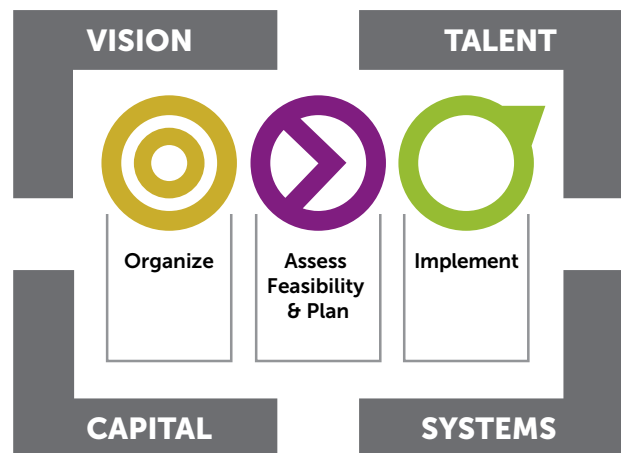 VISION
TALENT
Organize
Assess
Feasibility
& Plan
Implement
CAPITAL
SYSTEMS